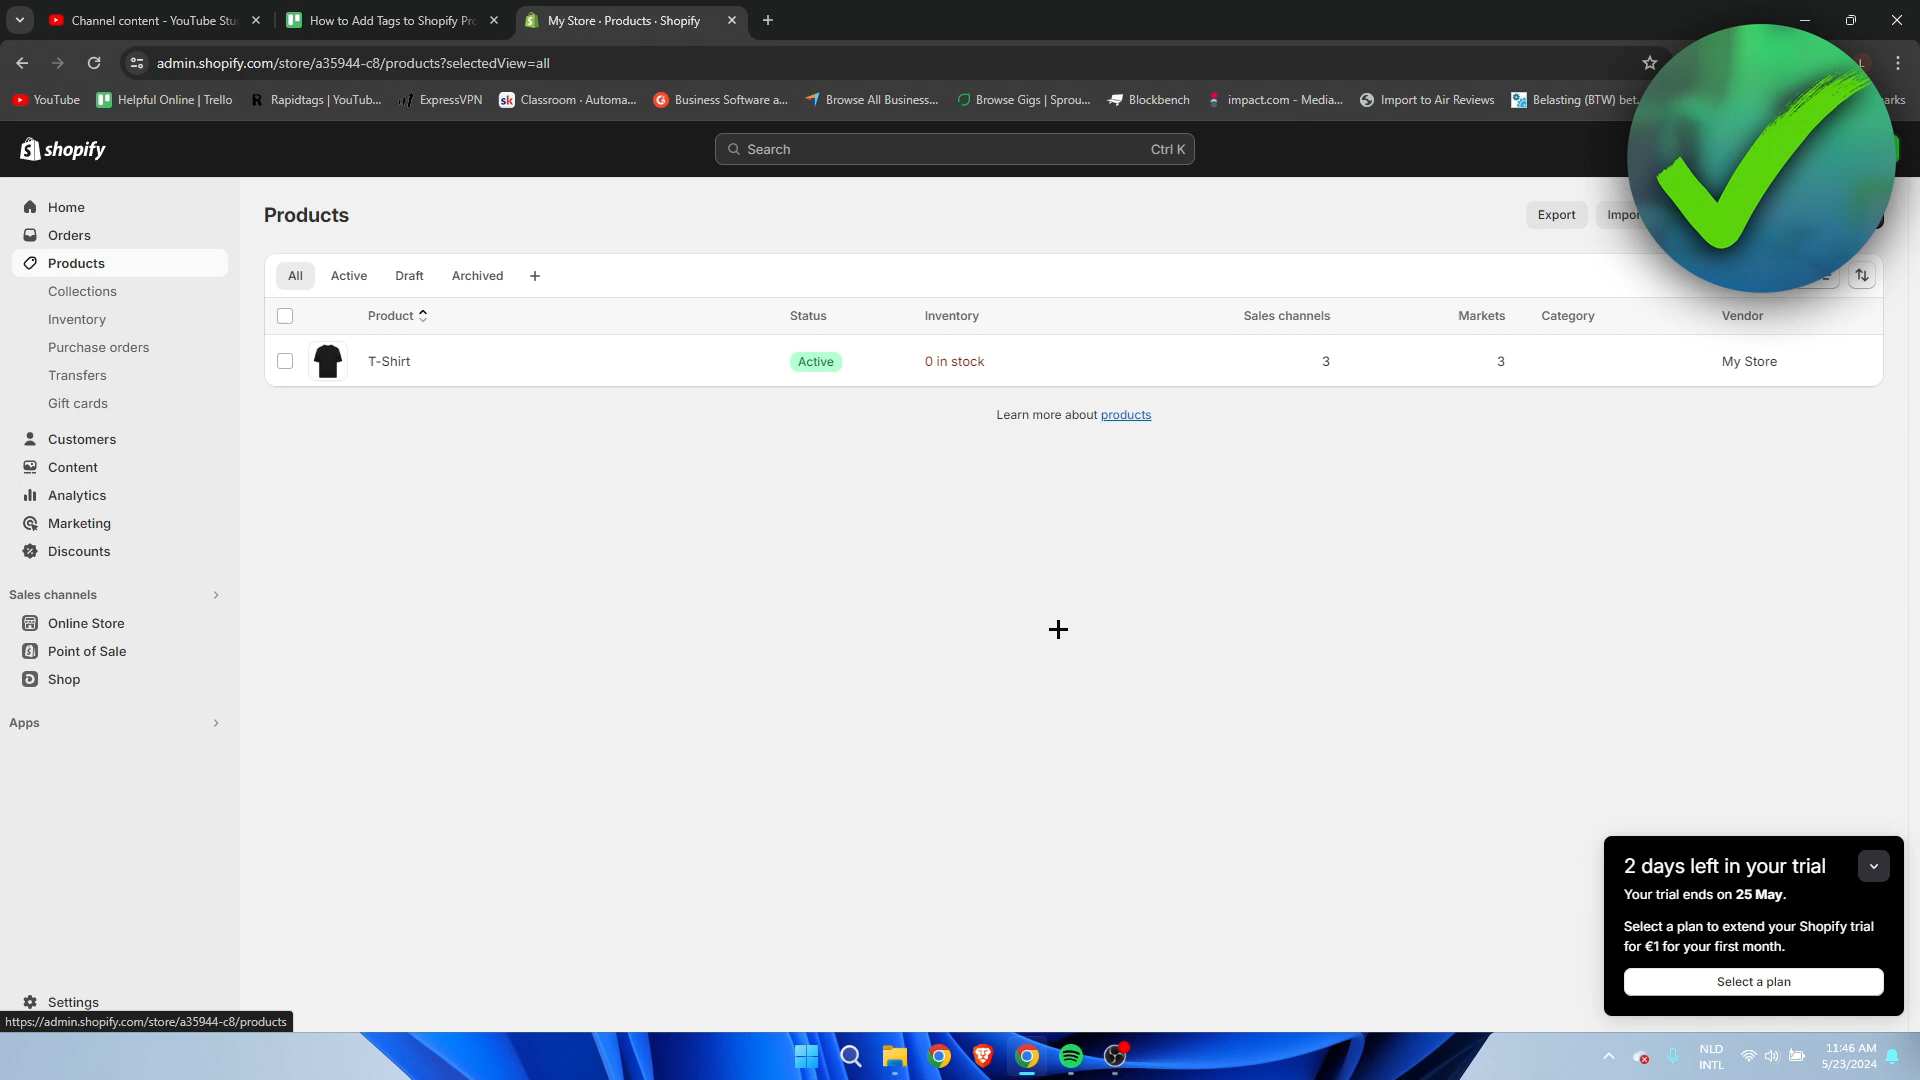 Channel content - YouTube Stu
How to Add Tags to Shopify Pro
My Store · Products · Shopify
admin.shopify.com/store/a35944-c8/products?selectedView=all
YouTube
Helpful Online | Trello
Rapidtags | YouTub...
ExpressVPN
Classroom · Automa...
Business Software a...
Browse All Business...
Browse Gigs | Sprou...
Blockbench
impact.com - Media...
Import to Air Reviews
Belasting (BTW) bet.
arks
shopify
Search
Ctrl K
Home
Orders
Products
Collections
Inventory
Purchase orders
Transfers
Gift cards
Customers
Content
Analytics
Marketing
Discounts
Sales channels
Online Store
Point of Sale
Shop
Apps
Settings
https://admin.shopify.com/store/a35944-c8/products
Products
Export
Impor
All
Active
Draft
Archived
Product
Status
Inventory
Sales channels
Markets
Category
Vendor
T-Shirt
Active
0 in stock
3
3
My Store
Learn more about products
2 days left in your trial
Your trial ends on 25 May.
Select a plan to extend your Shopify trial
for €1 for your first month.
Select a plan
NLD
INTL
11:46 AM
5/23/2024